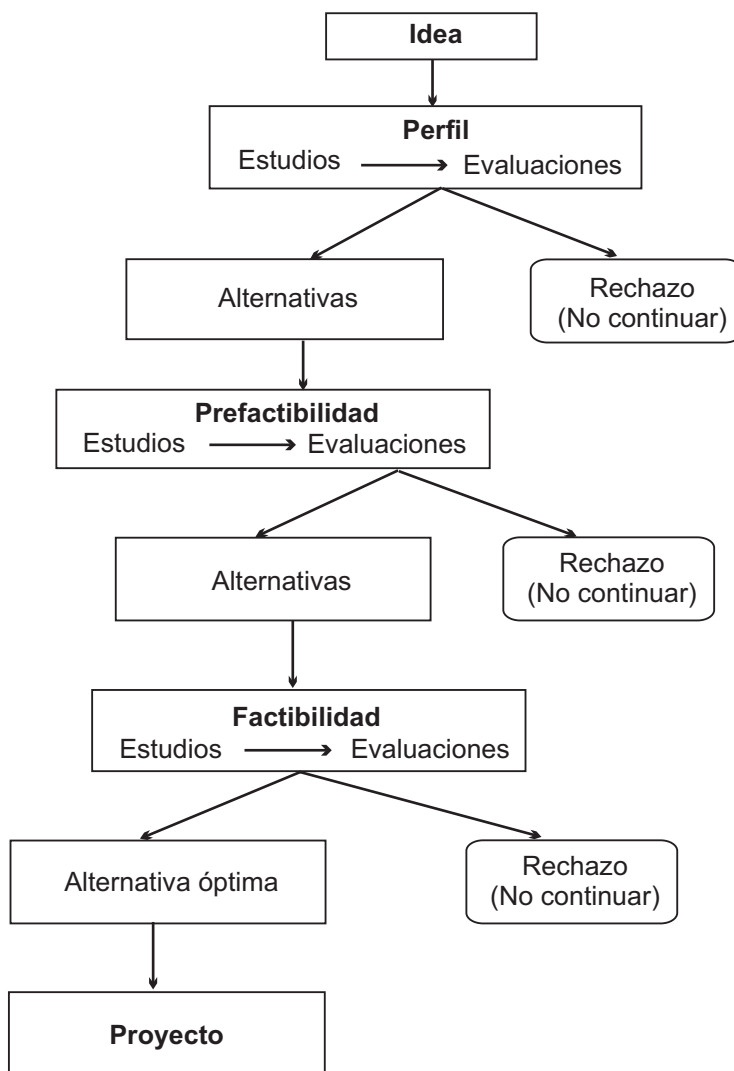 Idea
Perfil
Estudios Evaluaciones
Alternativas
Rechazo
(No continuar)
Prefactibilidad
Estudios Evaluaciones
Alternativas
Rechazo
(No continuar)
Factibilidad
Estudios Evaluaciones
Alternativa óptima
Rechazo
(No continuar)
Proyecto